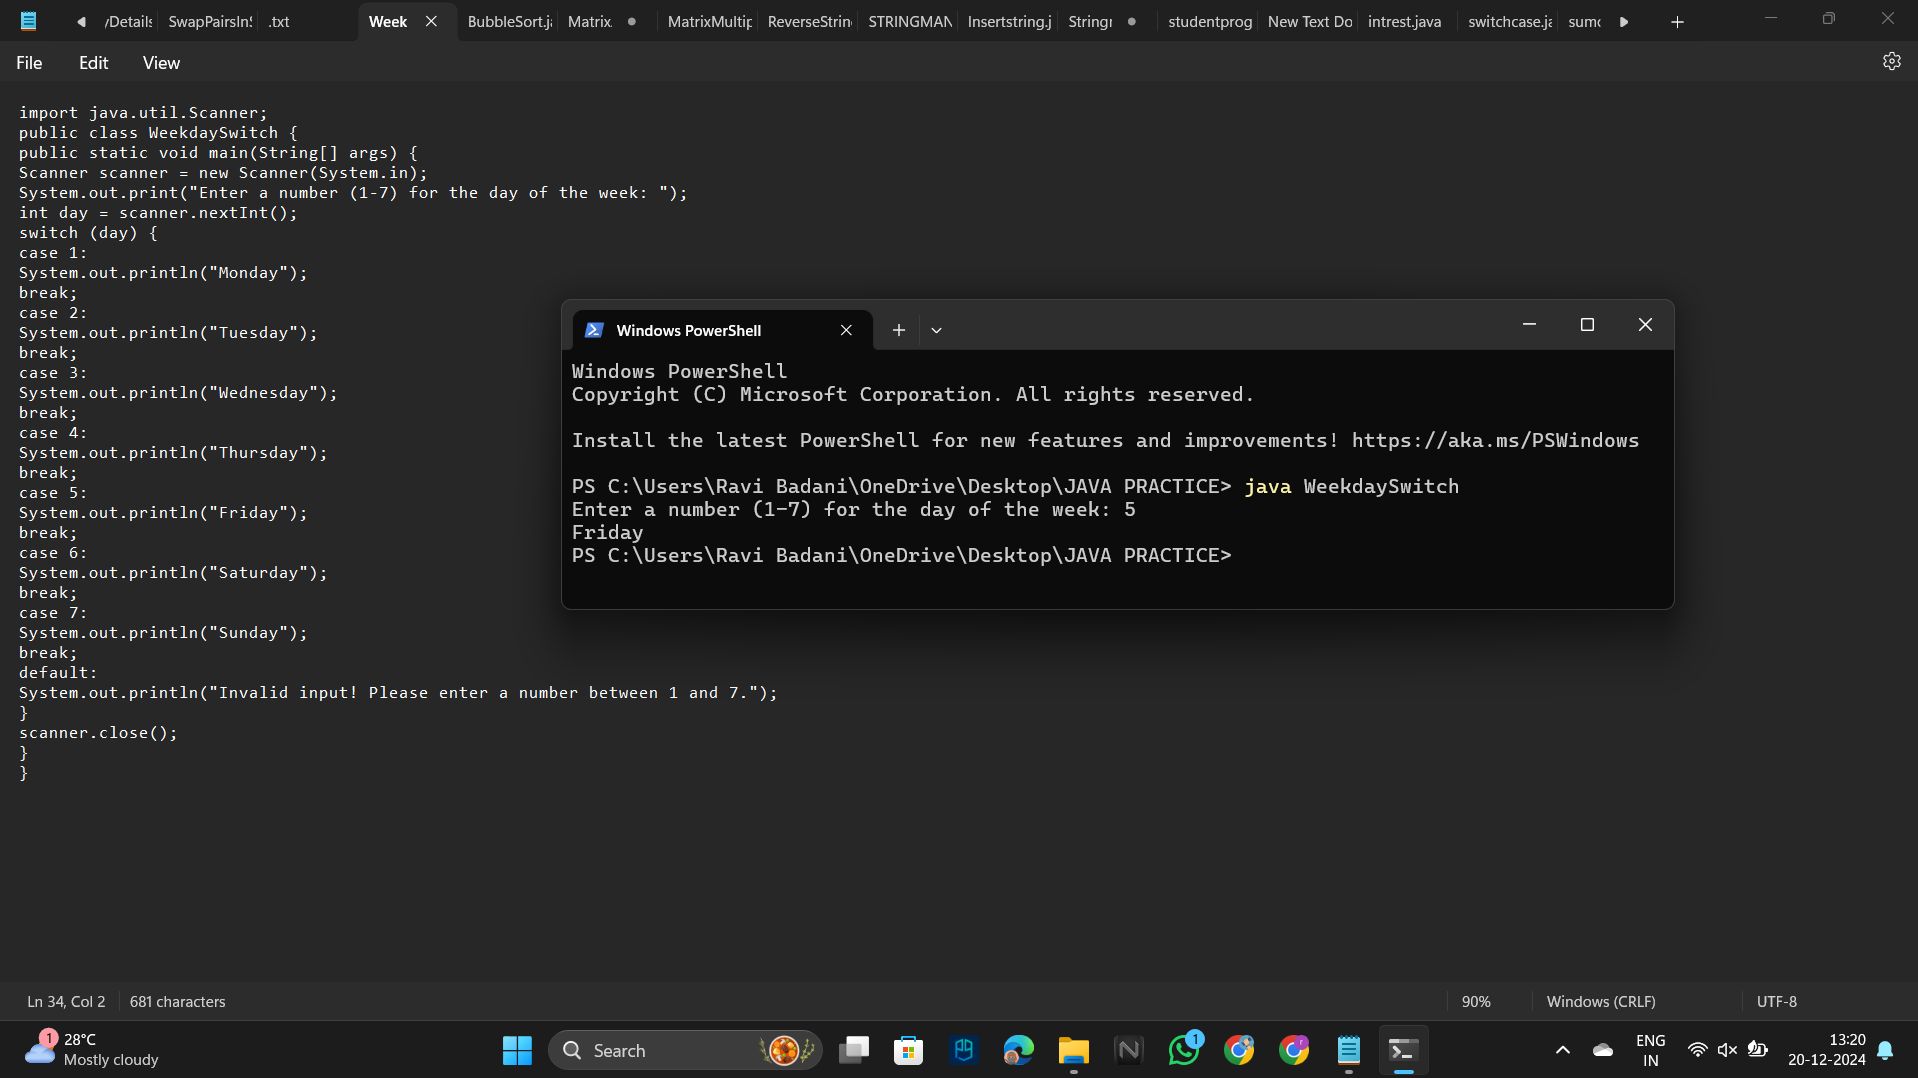 yDetails SwapPairsIn .txt Week BubbleSort.j Matrix. MatrixMultip ReverseString STRINGMAN Insertstring.j Stringr studentprog New Text Do intrest.java switchcase.ja sumo
File Edit View
import java.util.Scanner;
public class WeekdaySwitch {
public static void main(String[] args) {
Scanner scanner = new Scanner(System.in);
System.out.print("Enter a number (1-7) for the day of the week: ");
int day = scanner.nextInt();
switch (day) {
case 1:
System.out.println("Monday");
break;
case 2:
System.out.println("Tuesday");
break;
case 3:
System.out.println("Wednesday");
break;
case 4:
System.out.println("Thursday");
break;
case 5:
System.out.println("Friday");
break;
case 6:
System.out.println("Saturday");
break;
case 7:
System.out.println("Sunday");
break;
default:
System.out.println("Invalid input! Please enter a number between 1 and 7.");
}
scanner.close();
}
}
Windows PowerShell
Windows PowerShell
Copyright (C) Microsoft Corporation. All rights reserved.
Install the latest PowerShell for new features and improvements! https://aka.ms/PSWindows
PS C:\Users\Ravi Badani\OneDrive\Desktop\JAVA PRACTICE> java WeekdaySwitch
Enter a number (1-7) for the day of the week: 5
Friday
PS C:\Users\Ravi Badani\OneDrive\Desktop\JAVA PRACTICE>
Ln 34, Col 2 681 characters 90% Windows (CRLF) UTF-8
1 28°C
Mostly cloudy
Search
1
ENG
IN
13:20
20-12-2024